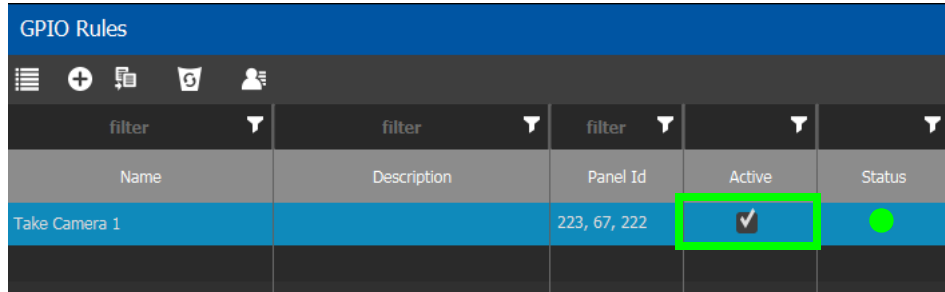 GPIO Rules
filter filter filter
Name Description Panel Id Active Status
Take Camera 1 223, 67, 222